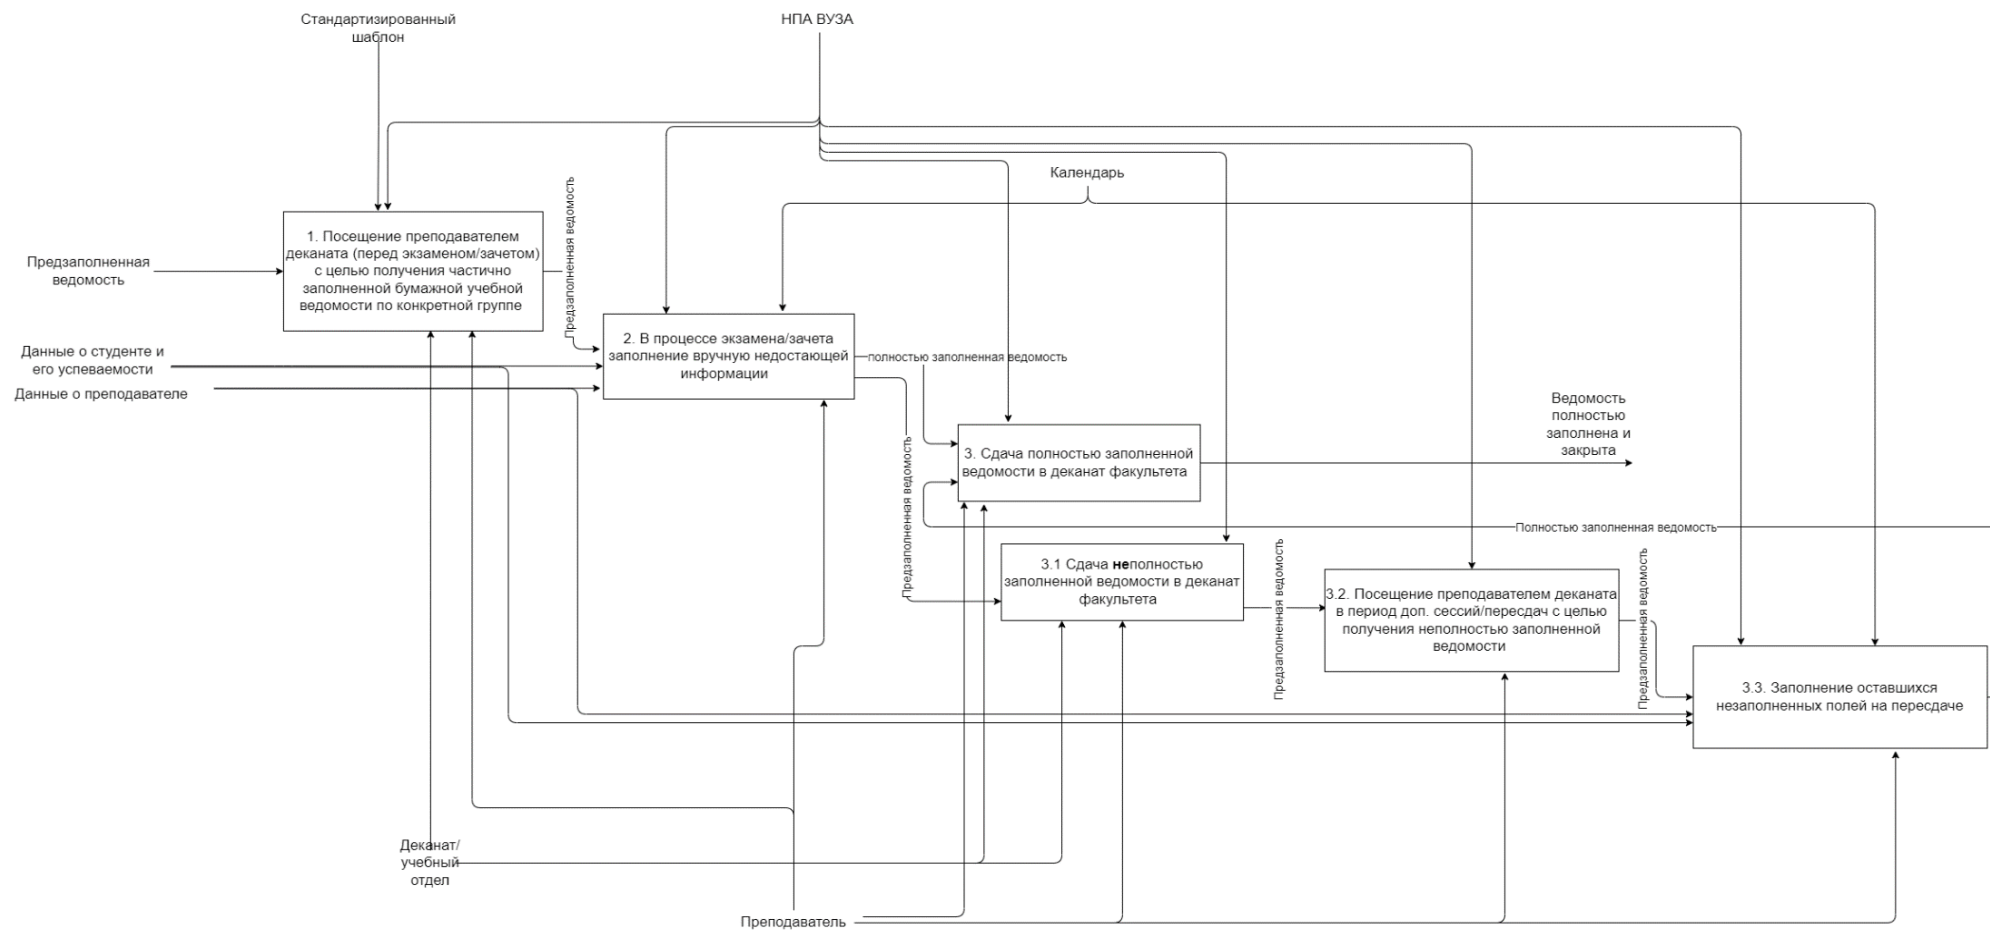 Стандартизированный
шаблон
НПА ВУЗА
Календарь
Предзаполненная
ведомость
1. Посещение преподавателем
деканата (перед экзаменом/зачетом)
с целью получения частично
заполненной бумажной учебной
ведомости по конкретной группе
Предзаполненная ведомость
Данные о студенте и
его успеваемости
Данные о преподавателе
2. В процессе экзамена/зачета
заполнение вручную недостающей
информации
полностью заполненная ведомость
Предзаполненная ведомость
3. Сдача полностью заполненной
ведомости в деканат факультета
Ведомость
полностью
заполнена и
закрыта
Полностью заполненная ведомость
3.1 Сдача неполностью
заполненной ведомости в деканат
факультета
Предзаполненная ведомость
3.2. Посещение преподавателем деканата
в период доп. сессий/пересдач с целью
получения неполностью заполненной
ведомости
Предзаполненная ведомость
3.3. Заполнение оставшихся
незаполненных полей на пересдаче
Деканат/
учебный
отдел
Преподаватель